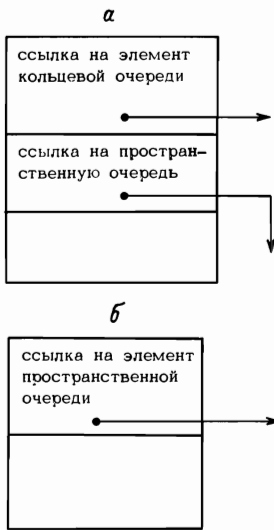 а
ссылка на элемент
кольцевой очереди
ссылка на простран-
ственную очередь
б
ссылка на элемент
пространственной
очереди